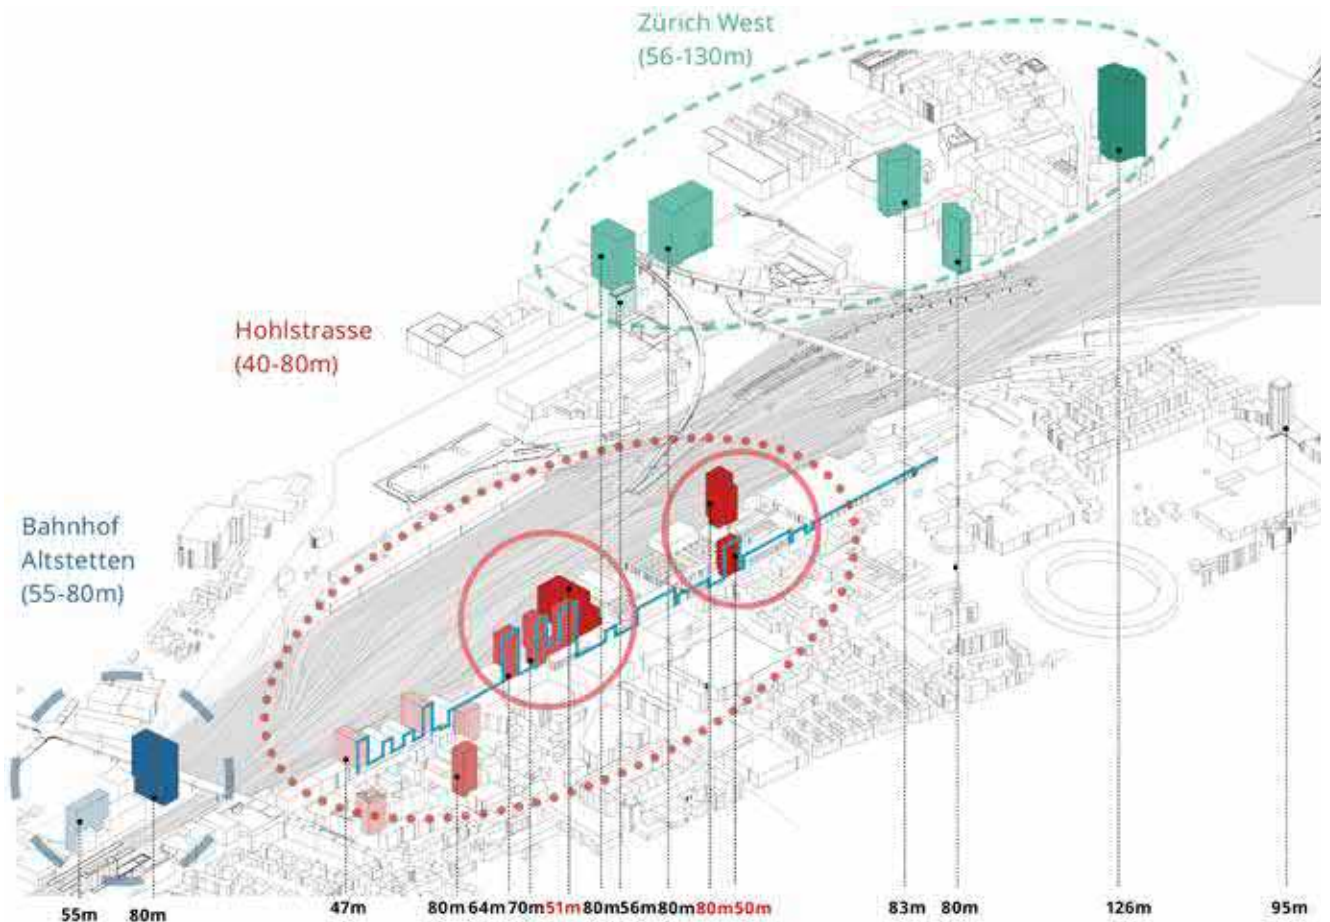 Zürich West
(56-130m)
Hohlstrasse
(40-80m)
Bahnhof
Altstetten
(55-80m)
55m 80m 47m 80m 64m 70m 51m 80m 56m 80m 80m 50m 83m 80m 126m 95m